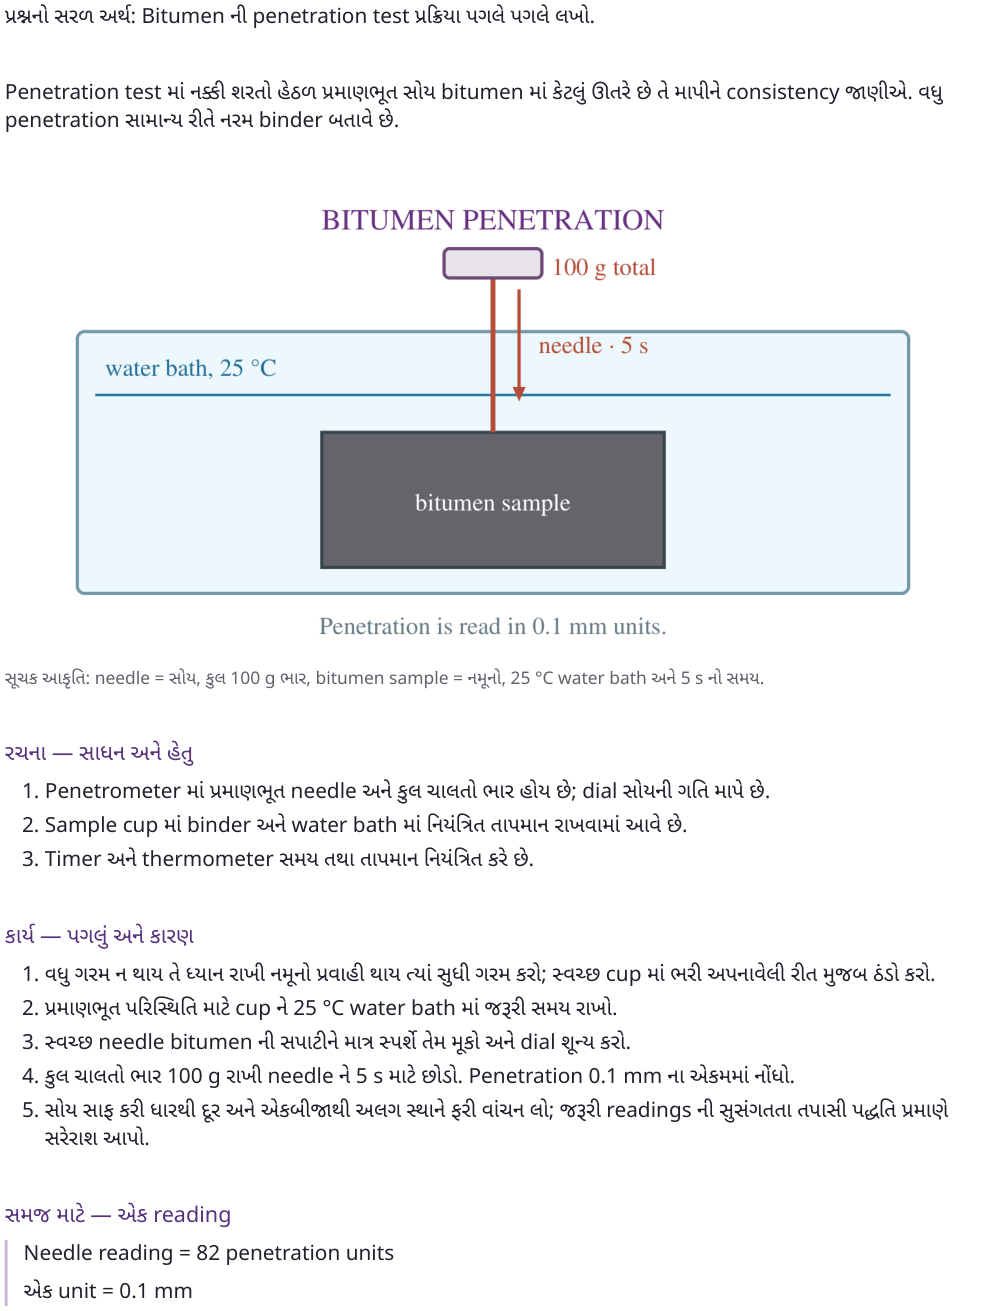 પ્રશ્નનો સરળ અર્થ: Bitumen ની penetration test પ્રક્રિયા પગલે પગલે લખો.
Penetration test માં નક્કી શરતો હેઠળ પ્રમાણભૂત સોય bitumen માં કેટલું ઊતરે છે તે માપીને consistency જાણીએ. વધુ
penetration સામાન્ય રીતે નરમ binder બતાવે છે.
BITUMEN PENETRATION
100 g total
needle · 5 s
water bath, 25 °C
bitumen sample
Penetration is read in 0.1 mm units.
સૂચક આકૃતિ: needle = સોય, કુલ 100 g ભાર, bitumen sample = નમૂનો, 25 °C water bath અને 5 s નો સમય.
રચના — સાધન અને હેતુ
1. Penetrometer માં પ્રમાણભૂત needle અને કુલ ચાલતો ભાર હોય છે; dial સોયની ગતિ માપે છે.
2. Sample cup માં binder અને water bath માં નિયંત્રિત તાપમાન રાખવામાં આવે છે.
3. Timer અને thermometer સમય તથા તાપમાન નિયંત્રિત કરે છે.
કાર્ય — પગલું અને કારણ
1. વધુ ગરમ ન થાય તે ધ્યાન રાખી નમૂનો પ્રવાહી થાય ત્યાં સુધી ગરમ કરો; સ્વચ્છ cup માં ભરી અપનાવેલી રીત મુજબ ઠંડો કરો.
2. પ્રમાણભૂત પરિસ્થિતિ માટે cup ને 25 °C water bath માં જરૂરી સમય રાખો.
3. સ્વચ્છ needle bitumen ની સપાટીને માત્ર સ્પર્શે તેમ મૂકો અને dial શૂન્ય કરો.
4. કુલ ચાલતો ભાર 100 g રાખી needle ને 5 s માટે છોડો. Penetration 0.1 mm ના એકમમાં નોંધો.
5. સોય સાફ કરી ધારથી દૂર અને એકબીજાથી અલગ સ્થાને ફરી વાંચન લો; જરૂરી readings ની સુસંગતતા તપાસી પદ્ધતિ પ્રમાણે
સરેરાશ આપો.
સમજ માટે — એક reading
Needle reading = 82 penetration units
એક unit = 0.1 mm